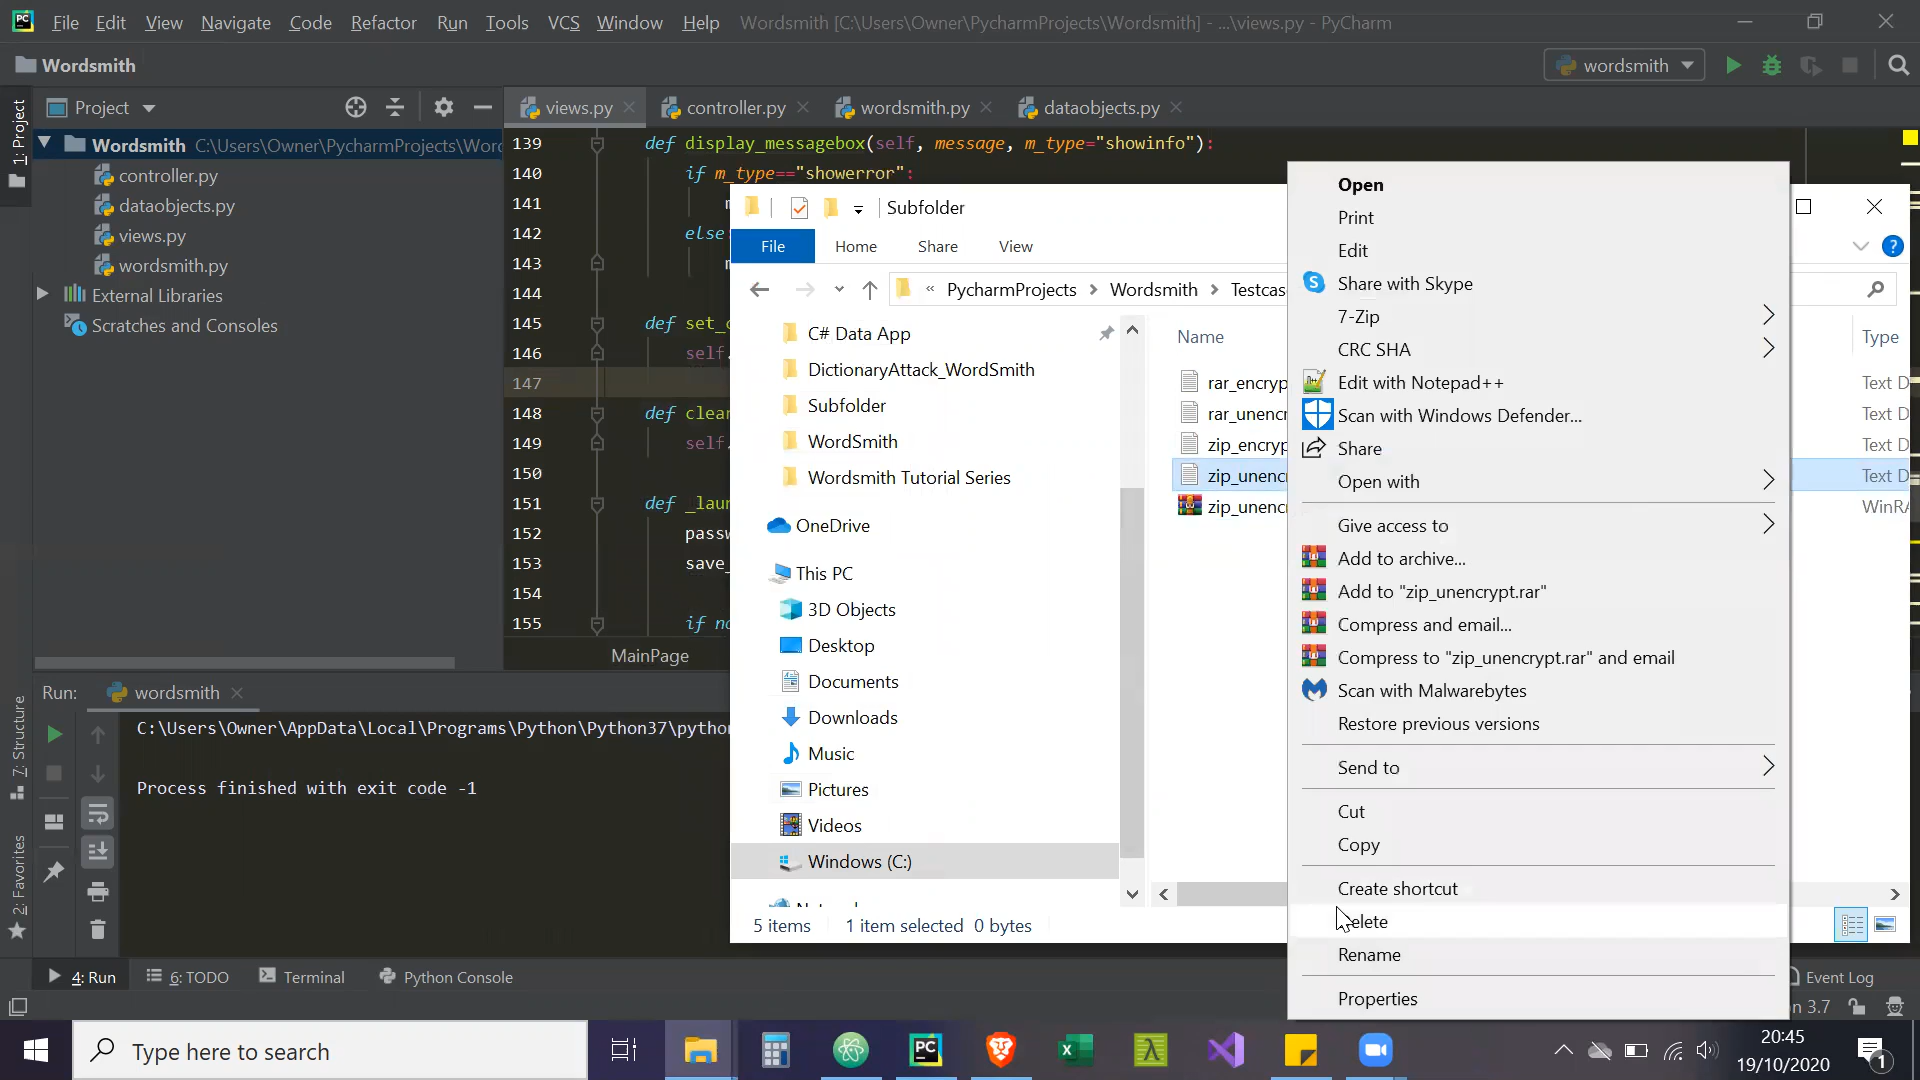 PC File Edit View Navigate Code Refactor Run Tools VCS Window Help Wordsmith [C:\Users\Owner\PycharmProjects\Wordsmith] - ...\views.py - PyCharm
Wordsmith
wordsmith
1: Project
Project
views.py controller.py wordsmith.py dataobjects.py
Wordsmith C:\Users\Owner\PycharmProjects\Word
controller.py
dataobjects.py
views.py
wordsmith.py
External Libraries
Scratches and Consoles
139 def display_messagebox(self, message, m_type="showinfo"):
140 if m_type=="showerror":
141
142 else
143
144
145 def set_
146 self.
147
148 def clear
149 self.
150
151 def _laun
152 passw
153 save_
154
155 if no
MainPage
Subfolder
File Home Share View
« PycharmProjects > Wordsmith > Testcas
C# Data App
DictionaryAttack_WordSmith
Subfolder
WordSmith
Wordsmith Tutorial Series
OneDrive
This PC
3D Objects
Desktop
Documents
Downloads
Music
Pictures
Videos
Windows (C:)
Name
Type
rar_encryp Text D
rar_unencr Text D
zip_encryp Text D
zip_unenc Text D
zip_unenc WinRA
5 items 1 item selected 0 bytes
Open
Print
Edit
Share with Skype
7-Zip
CRC SHA
Edit with Notepad++
Scan with Windows Defender...
Share
Open with
Give access to
Add to archive...
Add to "zip_unencrypt.rar"
Compress and email...
Compress to "zip_unencrypt.rar" and email
Scan with Malwarebytes
Restore previous versions
Send to
Cut
Copy
Create shortcut
elete
Rename
Properties
Run: wordsmith
C:\Users\Owner\AppData\Local\Programs\Python\Python37\python
Process finished with exit code -1
7: Structure
2: Favorites
4: Run 6: TODO Terminal Python Console
Event Log
n 3.7
Type here to search
PC
20:45
19/10/2020
1